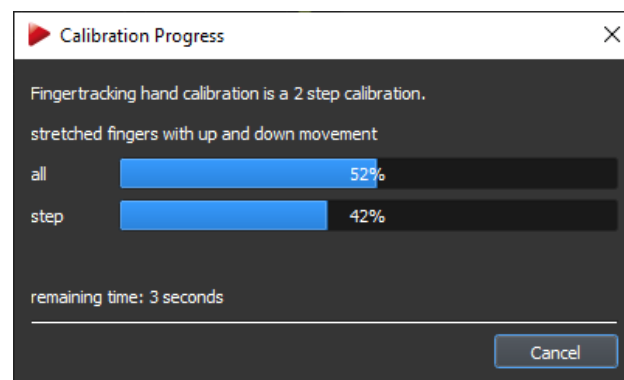 Calibration Progress
Fingertracking hand calibration is a 2 step calibration.
stretched fingers with up and down movement
all 52%
step 42%
remaining time: 3 seconds
Cancel